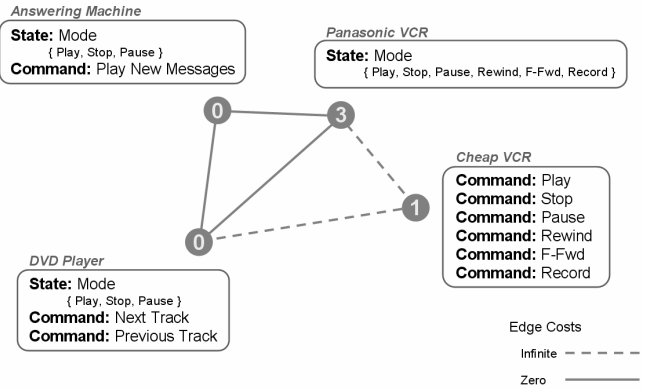 Answering Machine
State: Mode
{ Play, Stop, Pause }
Command: Play New Messages
Panasonic VCR
State: Mode
{ Play, Stop, Pause, Rewind, F-Fwd, Record }
0
3
Cheap VCR
Command: Play
Command: Stop
Command: Pause
Command: Rewind
Command: F-Fwd
Command: Record
1
0
DVD Player
State: Mode
{ Play, Stop, Pause }
Command: Next Track
Command: Previous Track
Edge Costs
Infinite
Zero